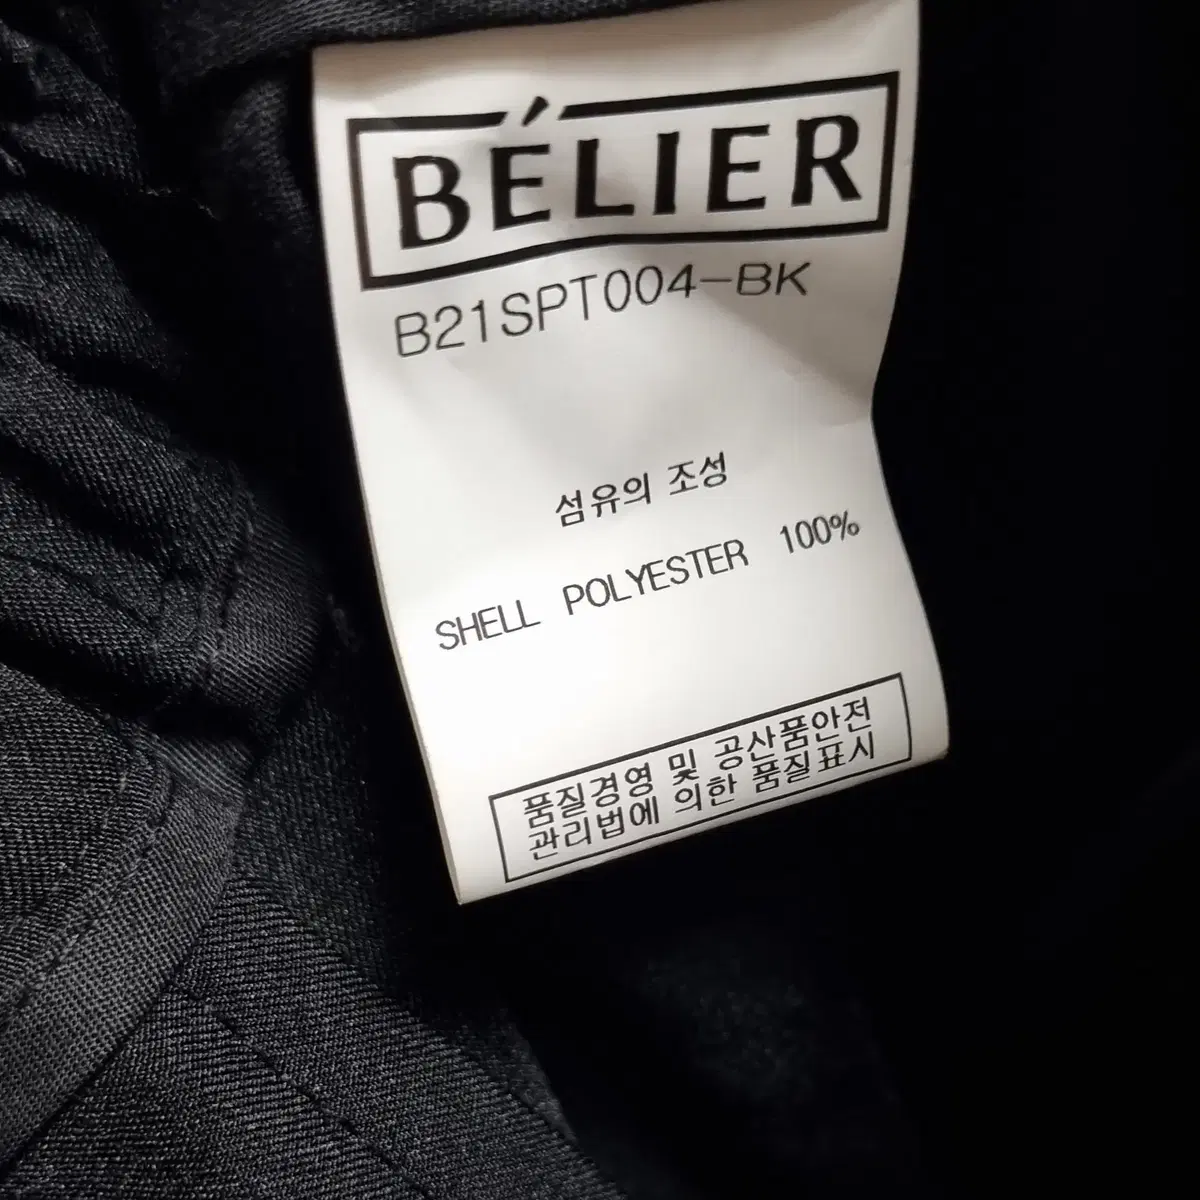 BÉLIER
B21SPT004-BK
섬유의 조성
SHELL POLYESTER 100%
품질경영 및 공산품안전
관리법에 의한 품질표시